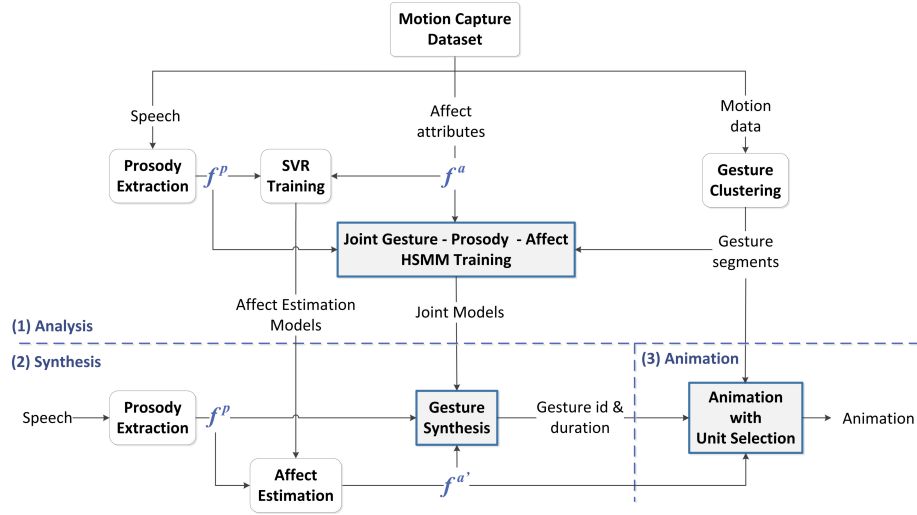 Motion Capture
Dataset
Speech
Affect
attributes
Motion
data
Prosody
Extraction
f^p
SVR
Training
f^a
Gesture
Clustering
Joint Gesture - Prosody - Affect
HSMM Training
Gesture
segments
Affect Estimation
Models
Joint Models
(1) Analysis
(2) Synthesis
(3) Animation
Speech
Prosody
Extraction
f^p
Gesture
Synthesis
Gesture id &
duration
Animation
with
Unit Selection
Animation
Affect
Estimation
f^a'